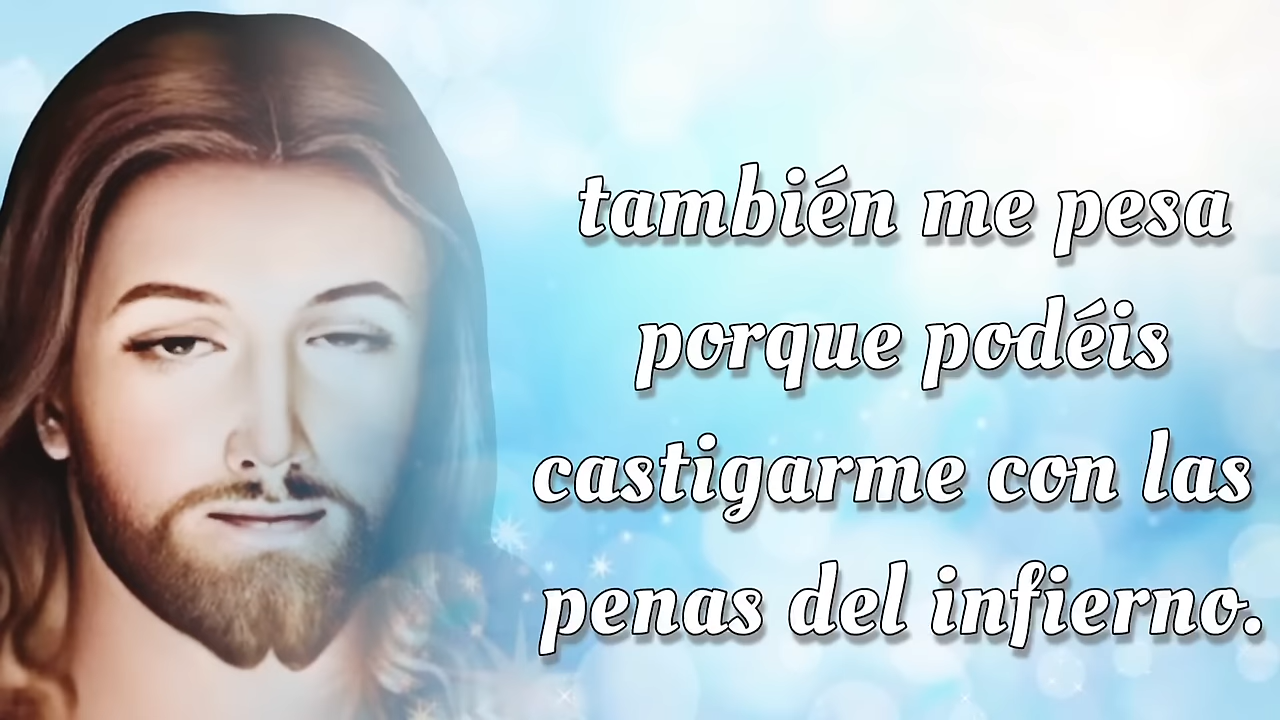 también me pesa
porque podéis
castigarme con las
penas del infierno.